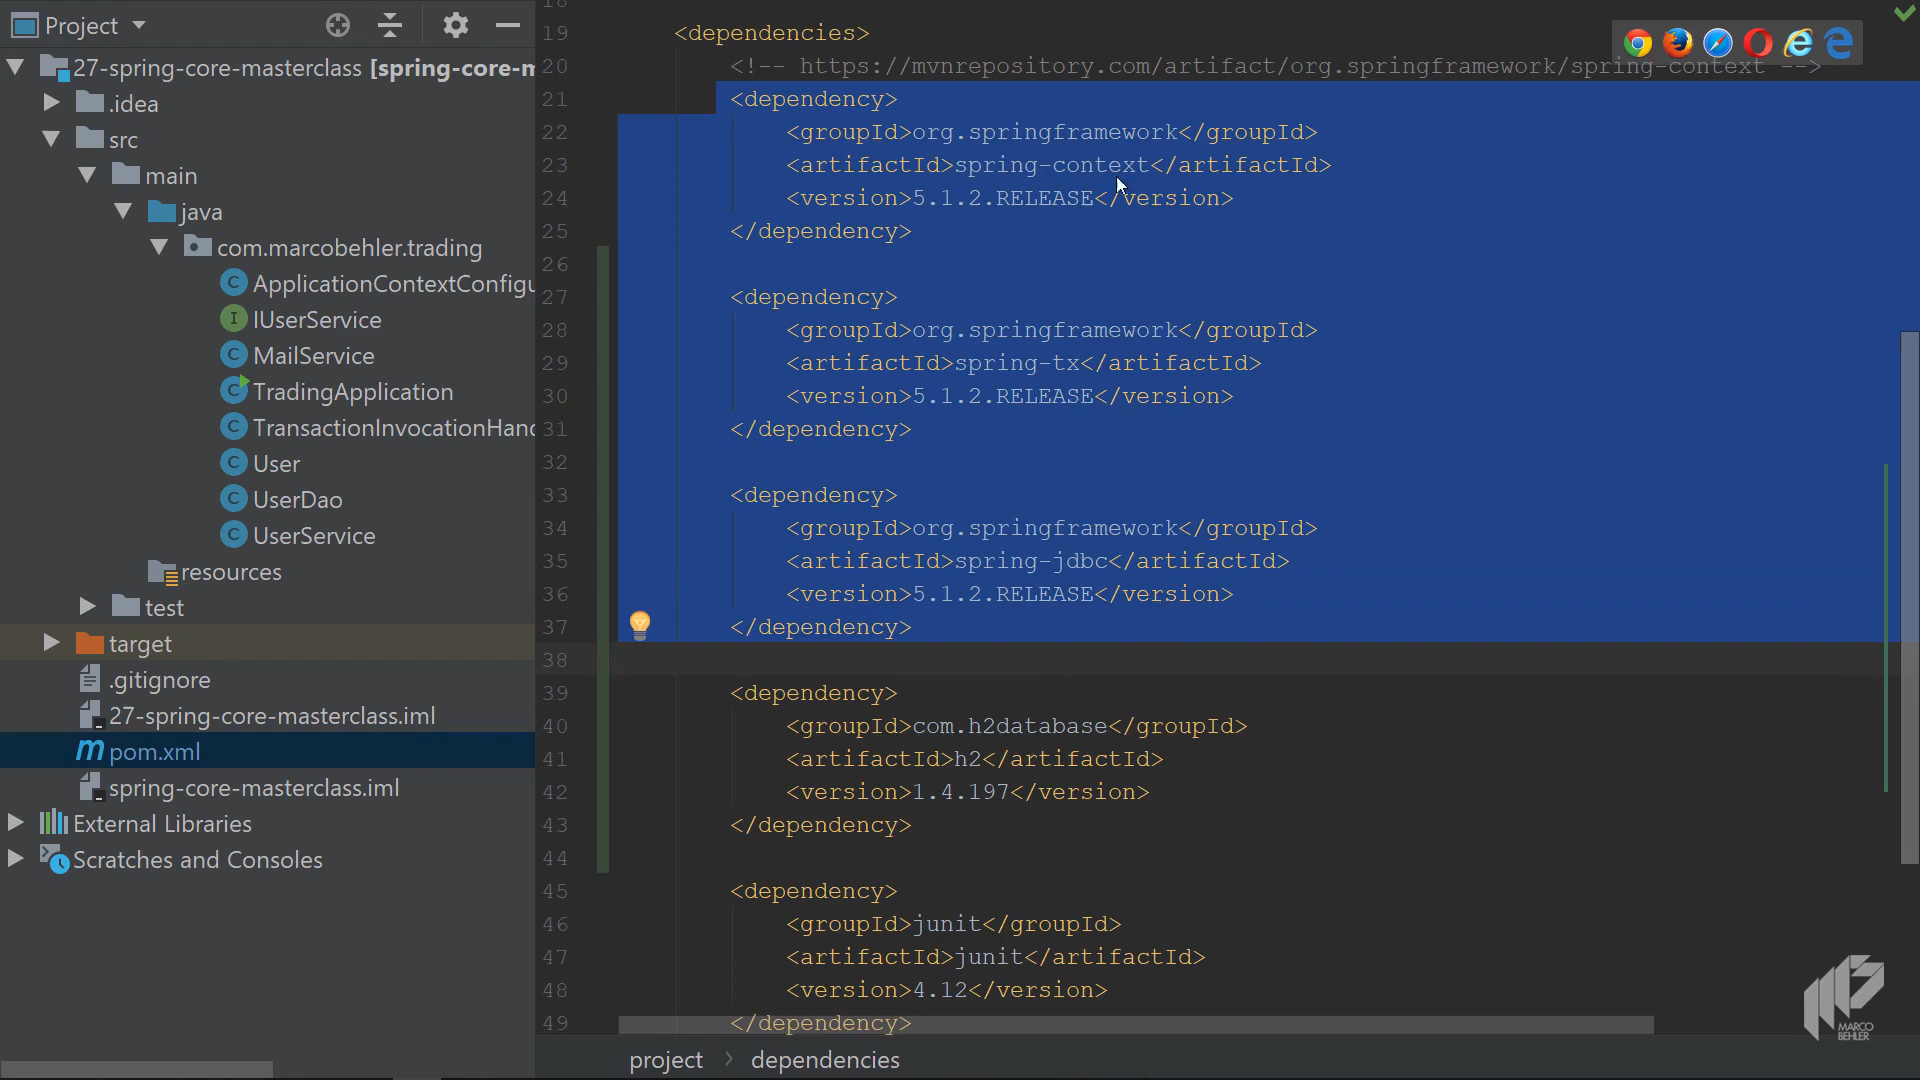 Project
27-spring-core-masterclass [spring-core-m
.idea
src
main
java
com.marcobehler.trading
ApplicationContextConfigu
IUserService
MailService
TradingApplication
TransactionInvocationHand
User
UserDao
UserService
resources
test
target
.gitignore
27-spring-core-masterclass.iml
pom.xml
spring-core-masterclass.iml
External Libraries
Scratches and Consoles
18
19 <dependencies>
20 <!-- https://mvnrepository.com/artifact/org.springframework/spring-context -->
21 <dependency>
22 <groupId>org.springframework</groupId>
23 <artifactId>spring-context</artifactId>
24 <version>5.1.2.RELEASE</version>
25 </dependency>
26
27 <dependency>
28 <groupId>org.springframework</groupId>
29 <artifactId>spring-tx</artifactId>
30 <version>5.1.2.RELEASE</version>
31 </dependency>
32
33 <dependency>
34 <groupId>org.springframework</groupId>
35 <artifactId>spring-jdbc</artifactId>
36 <version>5.1.2.RELEASE</version>
37 </dependency>
38
39 <dependency>
40 <groupId>com.h2database</groupId>
41 <artifactId>h2</artifactId>
42 <version>1.4.197</version>
43 </dependency>
44
45 <dependency>
46 <groupId>junit</groupId>
47 <artifactId>junit</artifactId>
48 <version>4.12</version>
49 </dependency>
project > dependencies
MARCO
BEHLER